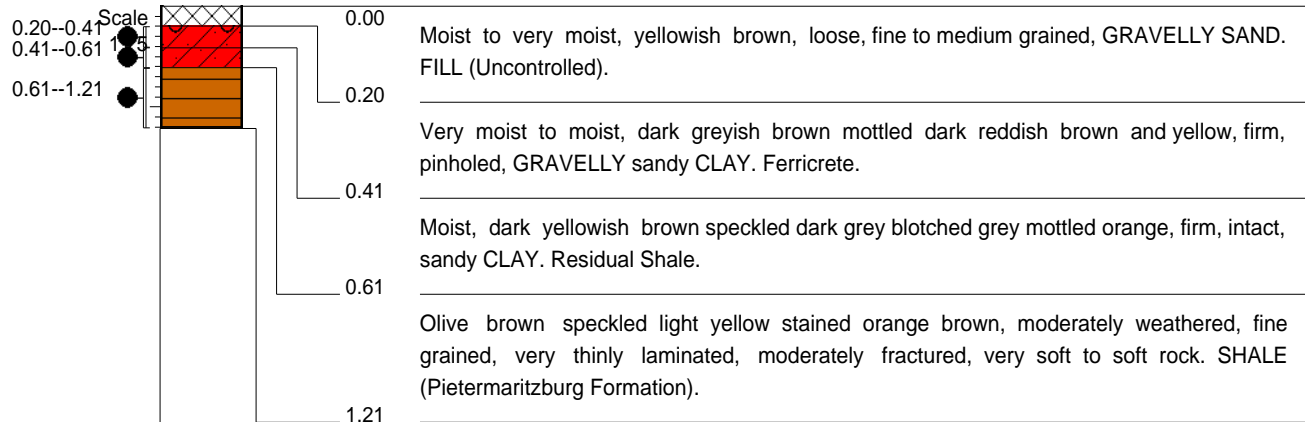 Scale
0.20--0.41
0.41--0.61
0.61--1.21
0.00
Moist to very moist, yellowish brown, loose, fine to medium grained, GRAVELLY SAND.
FILL (Uncontrolled).
0.20
Very moist to moist, dark greyish brown mottled dark reddish brown and yellow, firm,
pinholed, GRAVELLY sandy CLAY. Ferricrete.
0.41
Moist, dark yellowish brown speckled dark grey blotched grey mottled orange, firm, intact,
sandy CLAY. Residual Shale.
0.61
Olive brown speckled light yellow stained orange brown, moderately weathered, fine
grained, very thinly laminated, moderately fractured, very soft to soft rock. SHALE
(Pietermaritzburg Formation).
1.21